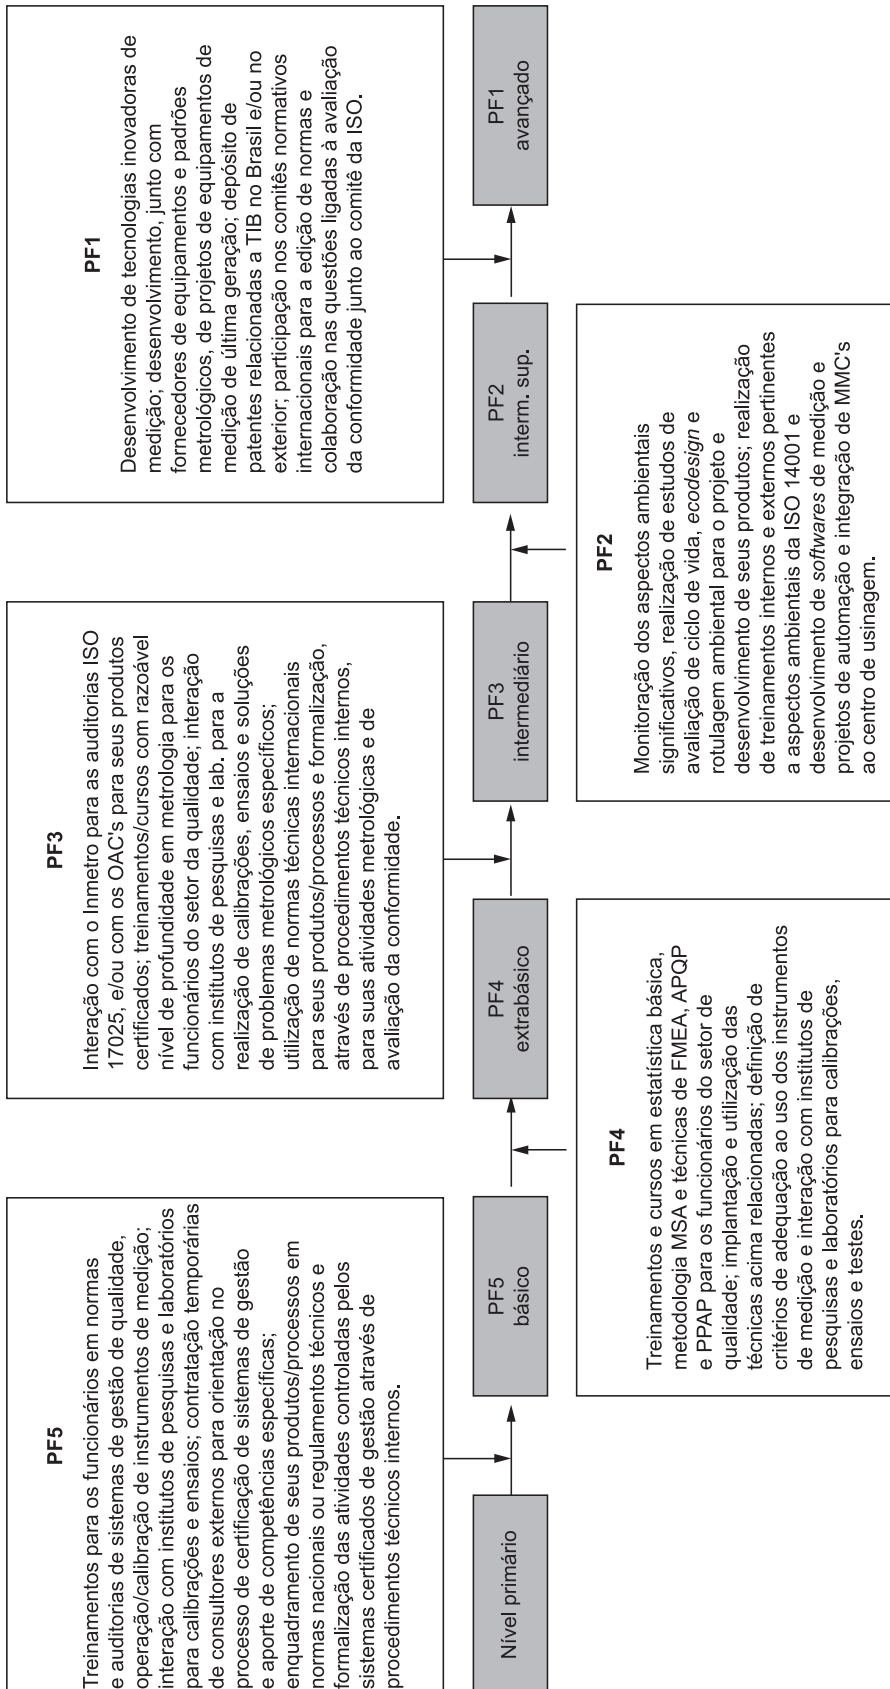 PF5
Treinamentos para os funcionários em normas
e auditorias de sistemas de gestão de qualidade,
operação/calibração de instrumentos de medição;
interação com institutos de pesquisas e laboratórios
para calibrações e ensaios; contratação temporárias
de consultores externos para orientação no
processo de certificação de sistemas de gestão
e aporte de competências específicas;
enquadramento de seus produtos/processos em
normas nacionais ou regulamentos técnicos e
formalização das atividades controladas pelos
sistemas certificados de gestão através de
procedimentos técnicos internos.
PF3
Interação com o Inmetro para as auditorias ISO
17025, e/ou com os OAC's para seus produtos
certificados; treinamentos/cursos com razoável
nível de profundidade em metrologia para os
funcionários do setor da qualidade; interação
com institutos de pesquisas e lab. para a
realização de calibrações, ensaios e soluções
de problemas metrológicos específicos;
utilização de normas técnicas internacionais
para seus produtos/processos e formalização,
através de procedimentos técnicos internos,
para suas atividades metrológicas e de
avaliação da conformidade.
PF1
Desenvolvimento de tecnologias inovadoras de
medição; desenvolvimento, junto com
fornecedores de equipamentos e padrões
metrológicos, de projetos de equipamentos de
medição de última geração; depósito de
patentes relacionadas a TIB no Brasil e/ou no
exterior; participação nos comitês normativos
internacionais para a edição de normas e
colaboração nas questões ligadas à avaliação
da conformidade junto ao comitê da ISO.
Nível primário
PF5
básico
PF4
extrabásico
PF3
intermediário
PF2
interm. sup.
PF1
avançado
PF4
Treinamentos e cursos em estatística básica,
metodologia MSA e técnicas de FMEA, APQP
e PPAP para os funcionários do setor de
qualidade; implantação e utilização das
técnicas acima relacionadas; definição de
critérios de adequação ao uso dos instrumentos
de medição e interação com institutos de
pesquisas e laboratórios para calibrações,
ensaios e testes.
PF2
Monitoração dos aspectos ambientais
significativos, realização de estudos de
avaliação de ciclo de vida, ecodesign e
rotulagem ambiental para o projeto e
desenvolvimento de seus produtos; realização
de treinamentos internos e externos pertinentes
a aspectos ambientais da ISO 14001 e
desenvolvimento de softwares de medição e
projetos de automação e integração de MMC's
ao centro de usinagem.